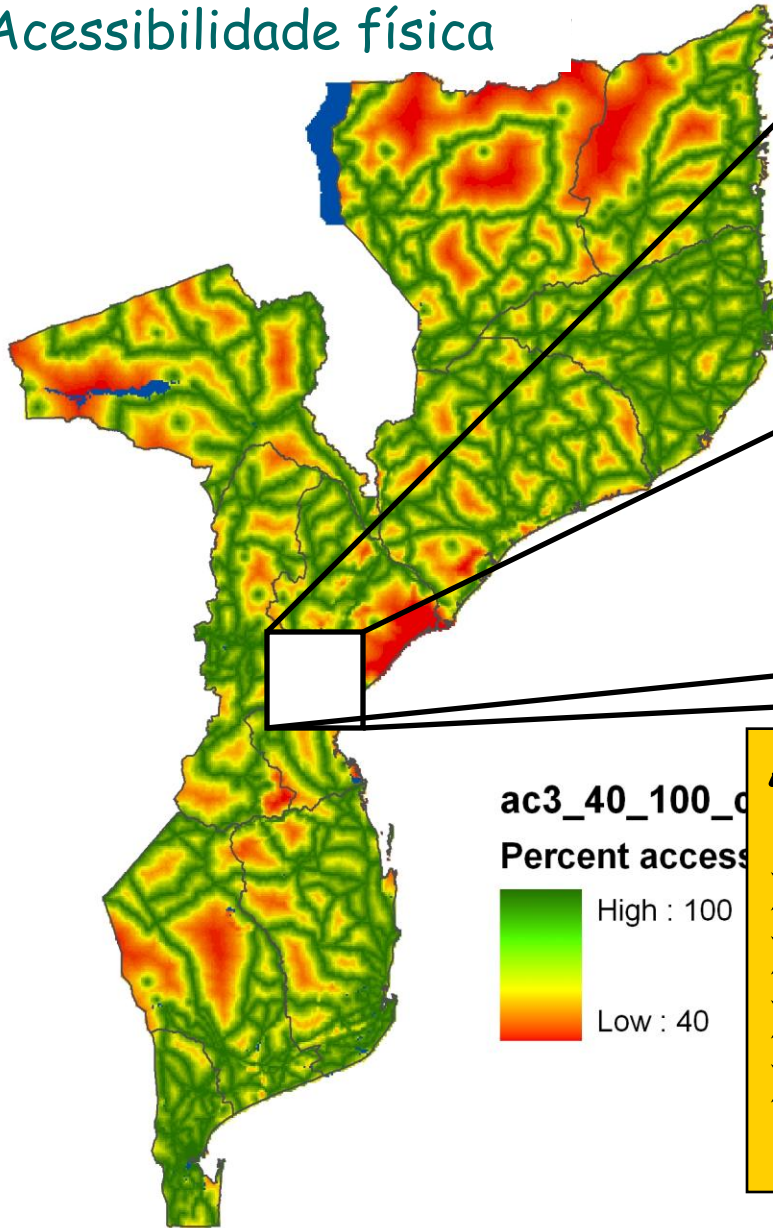 Acessibilidade física
ac3_40_100_
Percent access
High : 100
Low : 40